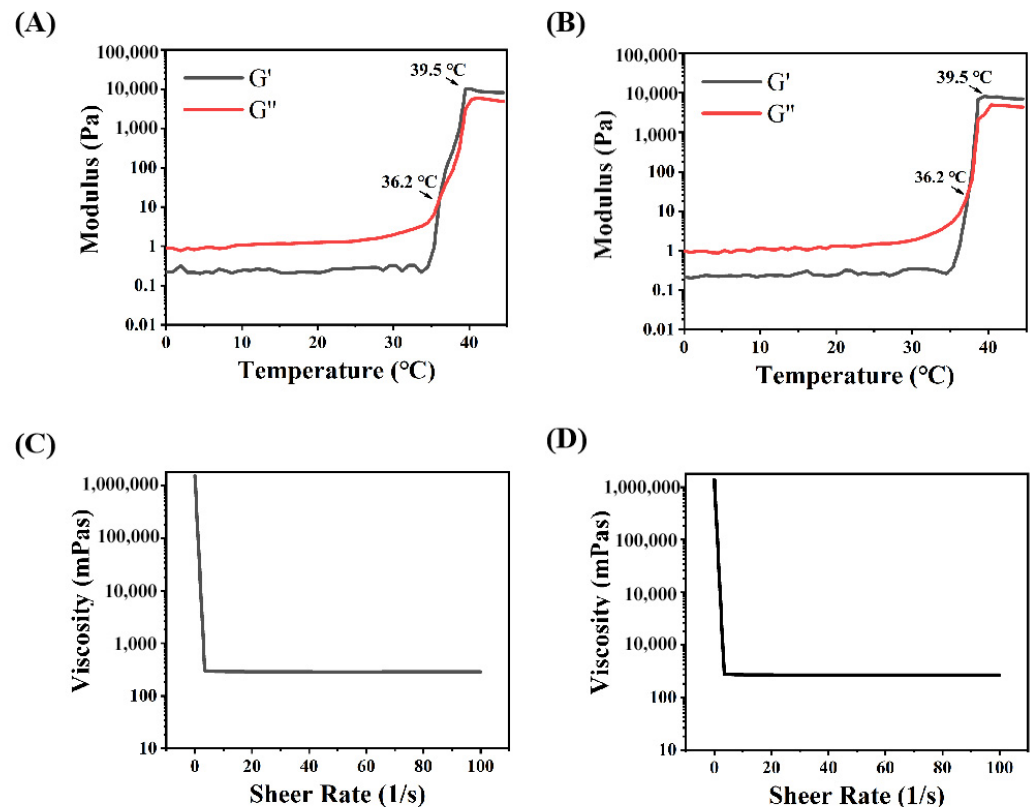 (A)
100,000
10,000
1,000
100
10
1
0.1
0.01
Modulus (Pa)
G'
G"
39.5 °C
36.2 °C
0 10 20 30 40
Temperature (°C)
(B)
100,000
10,000
1,000
100
10
1
0.1
0.01
Modulus (Pa)
G'
G"
39.5 °C
36.2 °C
0 10 20 30 40
Temperature (°C)
(C)
1,000,000
100,000
10,000
1,000
100
10
Viscosity (mPas)
0 20 40 60 80 100
Sheer Rate (1/s)
(D)
1,000,000
100,000
10,000
1,000
100
10
Viscosity (mPas)
0 20 40 60 80 100
Sheer Rate (1/s)